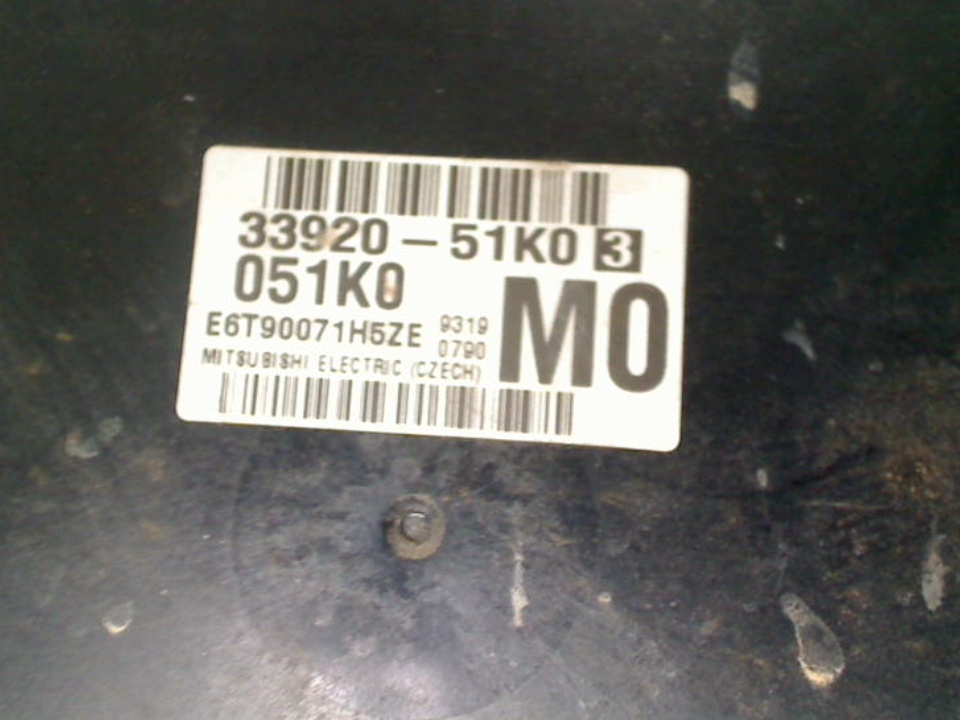 33920-51K0 3
051K0
M0
E6T90071H5ZE
9319
0790
MITSUBISHI ELECTRIC (CZECH)